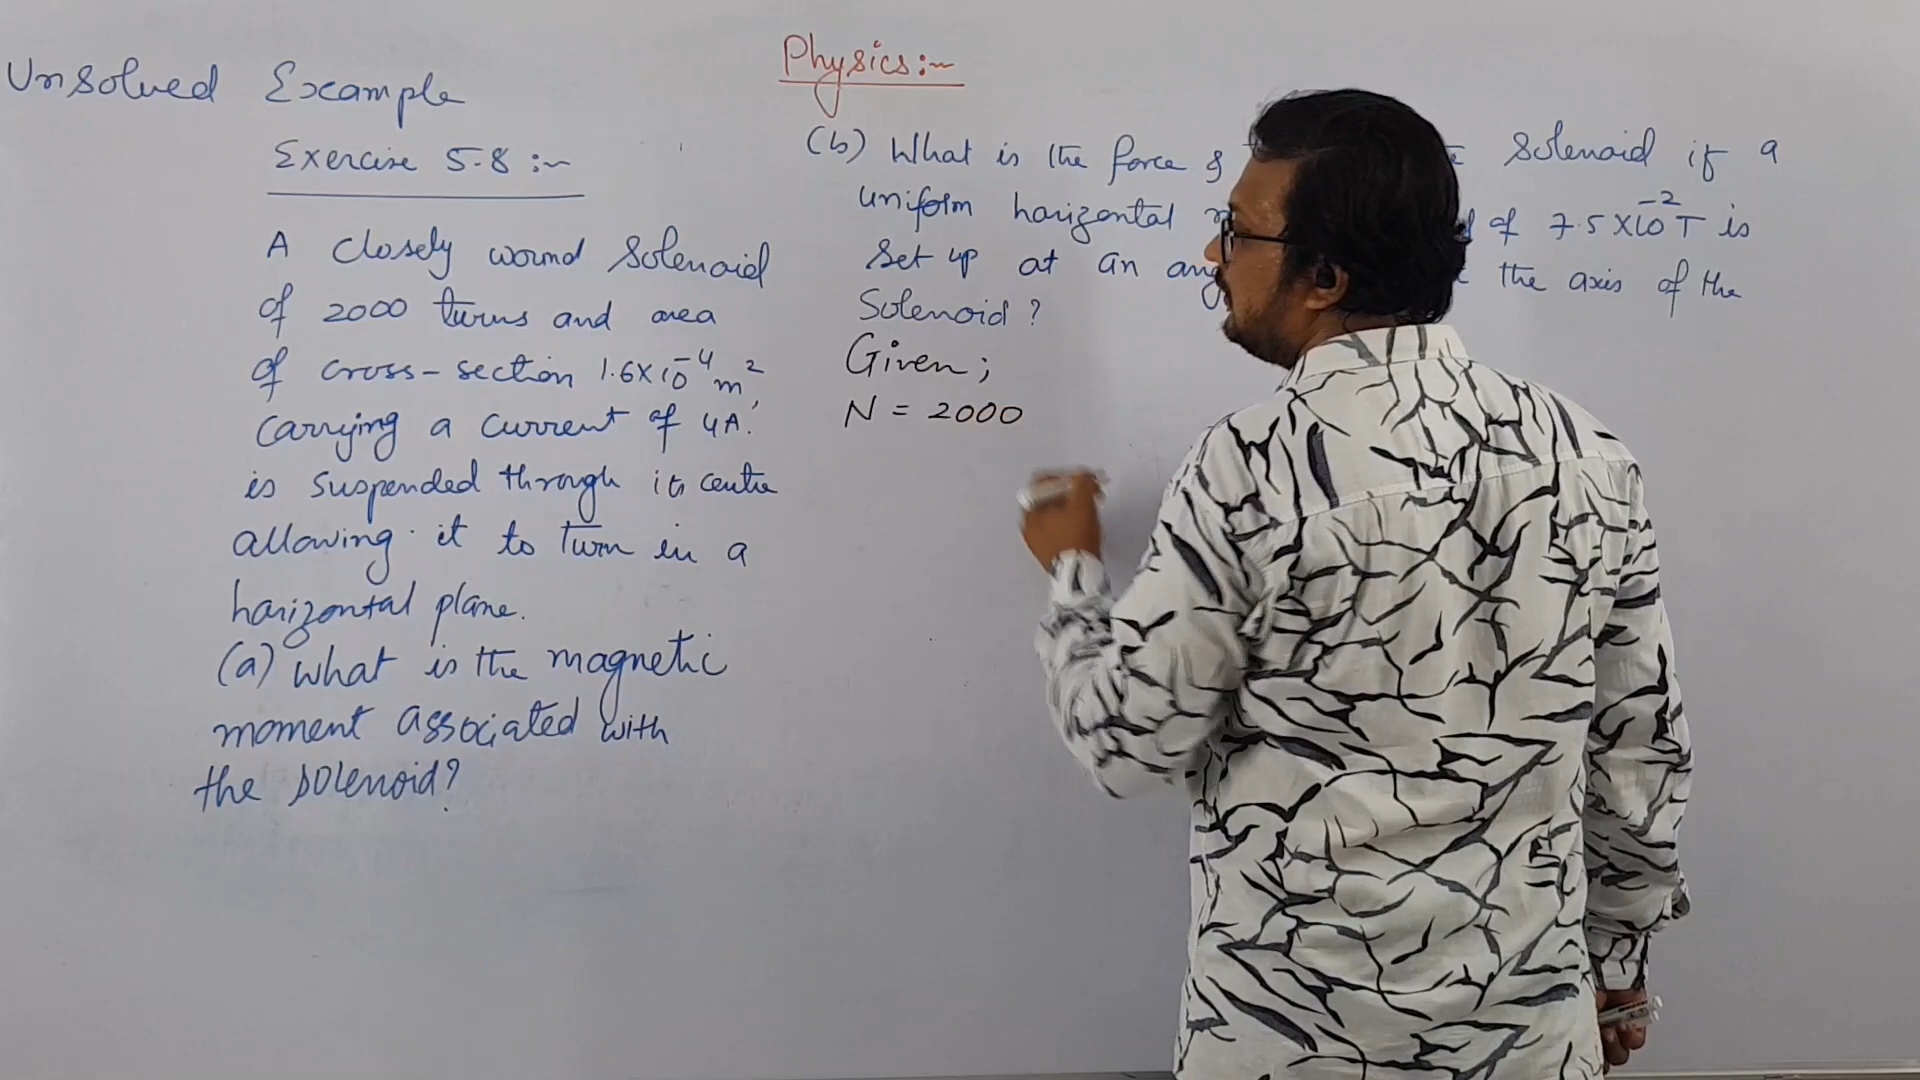 Unsolved Example
Exercise 5.8 :~
A closely wound solenoid
of 2000 turns and area
of cross-section 1.6×10⁻⁴ m²,
carrying a current of 4A.
is suspended through its centre
allowing it to turn in a
horizontal plane.
(a) What is the magnetic
moment associated with
the solenoid?
Physics:~
(b) What is the force & solenoid if a
uniform horizontal of 7.5×10⁻² T is
set up at an the axis of the
Solenoid?
Given;
N = 2000